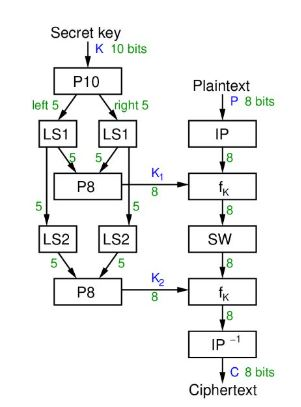 Secret key
K 10 bits
P10
Plaintext
left 5 right 5
P 8 bits
LS1 LS1 IP
5 5 8
K1
P8 8 fK
5 5 8
LS2 LS2 SW
5 5 8
K2
P8 8 fK
8
IP −1
C 8 bits
Ciphertext